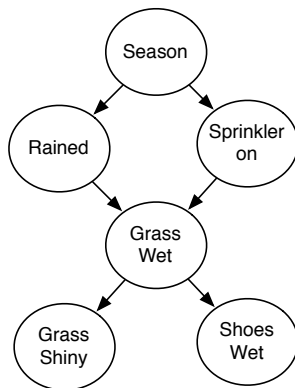 Season
Rained
Sprinkler
on
Grass
Wet
Grass
Shiny
Shoes
Wet